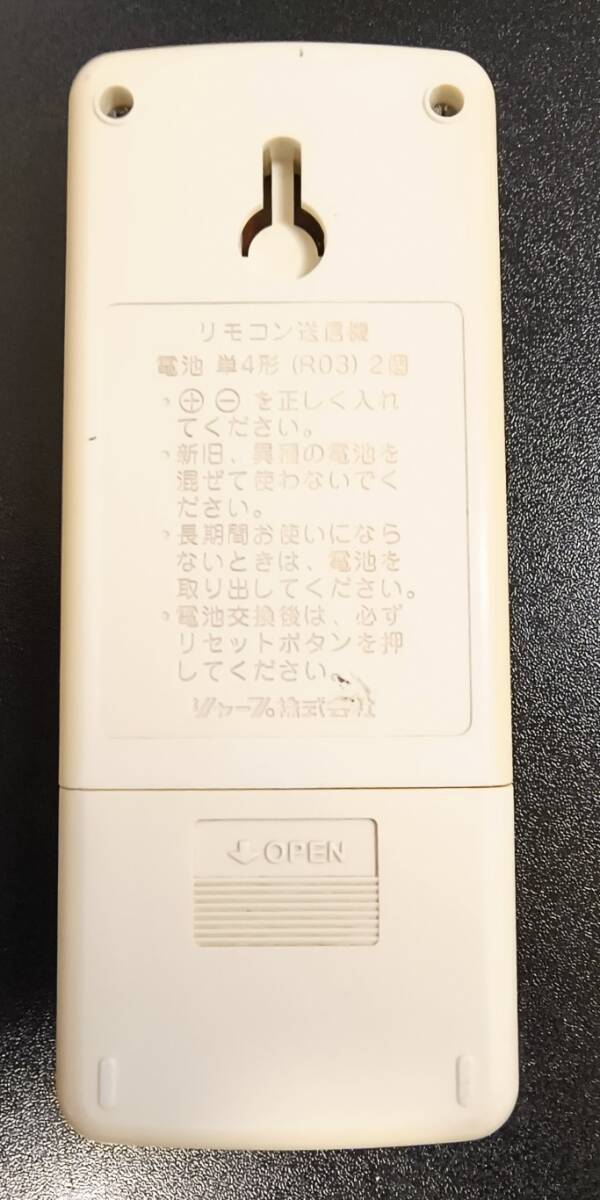 リモコン送信機
電池 単4形 (R03) 2個
・⊕ ⊖ を正しく入れ
てください。
・新旧、異種の電池を
混ぜて使わないでく
ださい。
・長期間お使いになら
ないときは、電池を
取り出してください。
・電池交換後は、必ず
リセットボタンを押
してください。
シャープ株式会社
OPEN